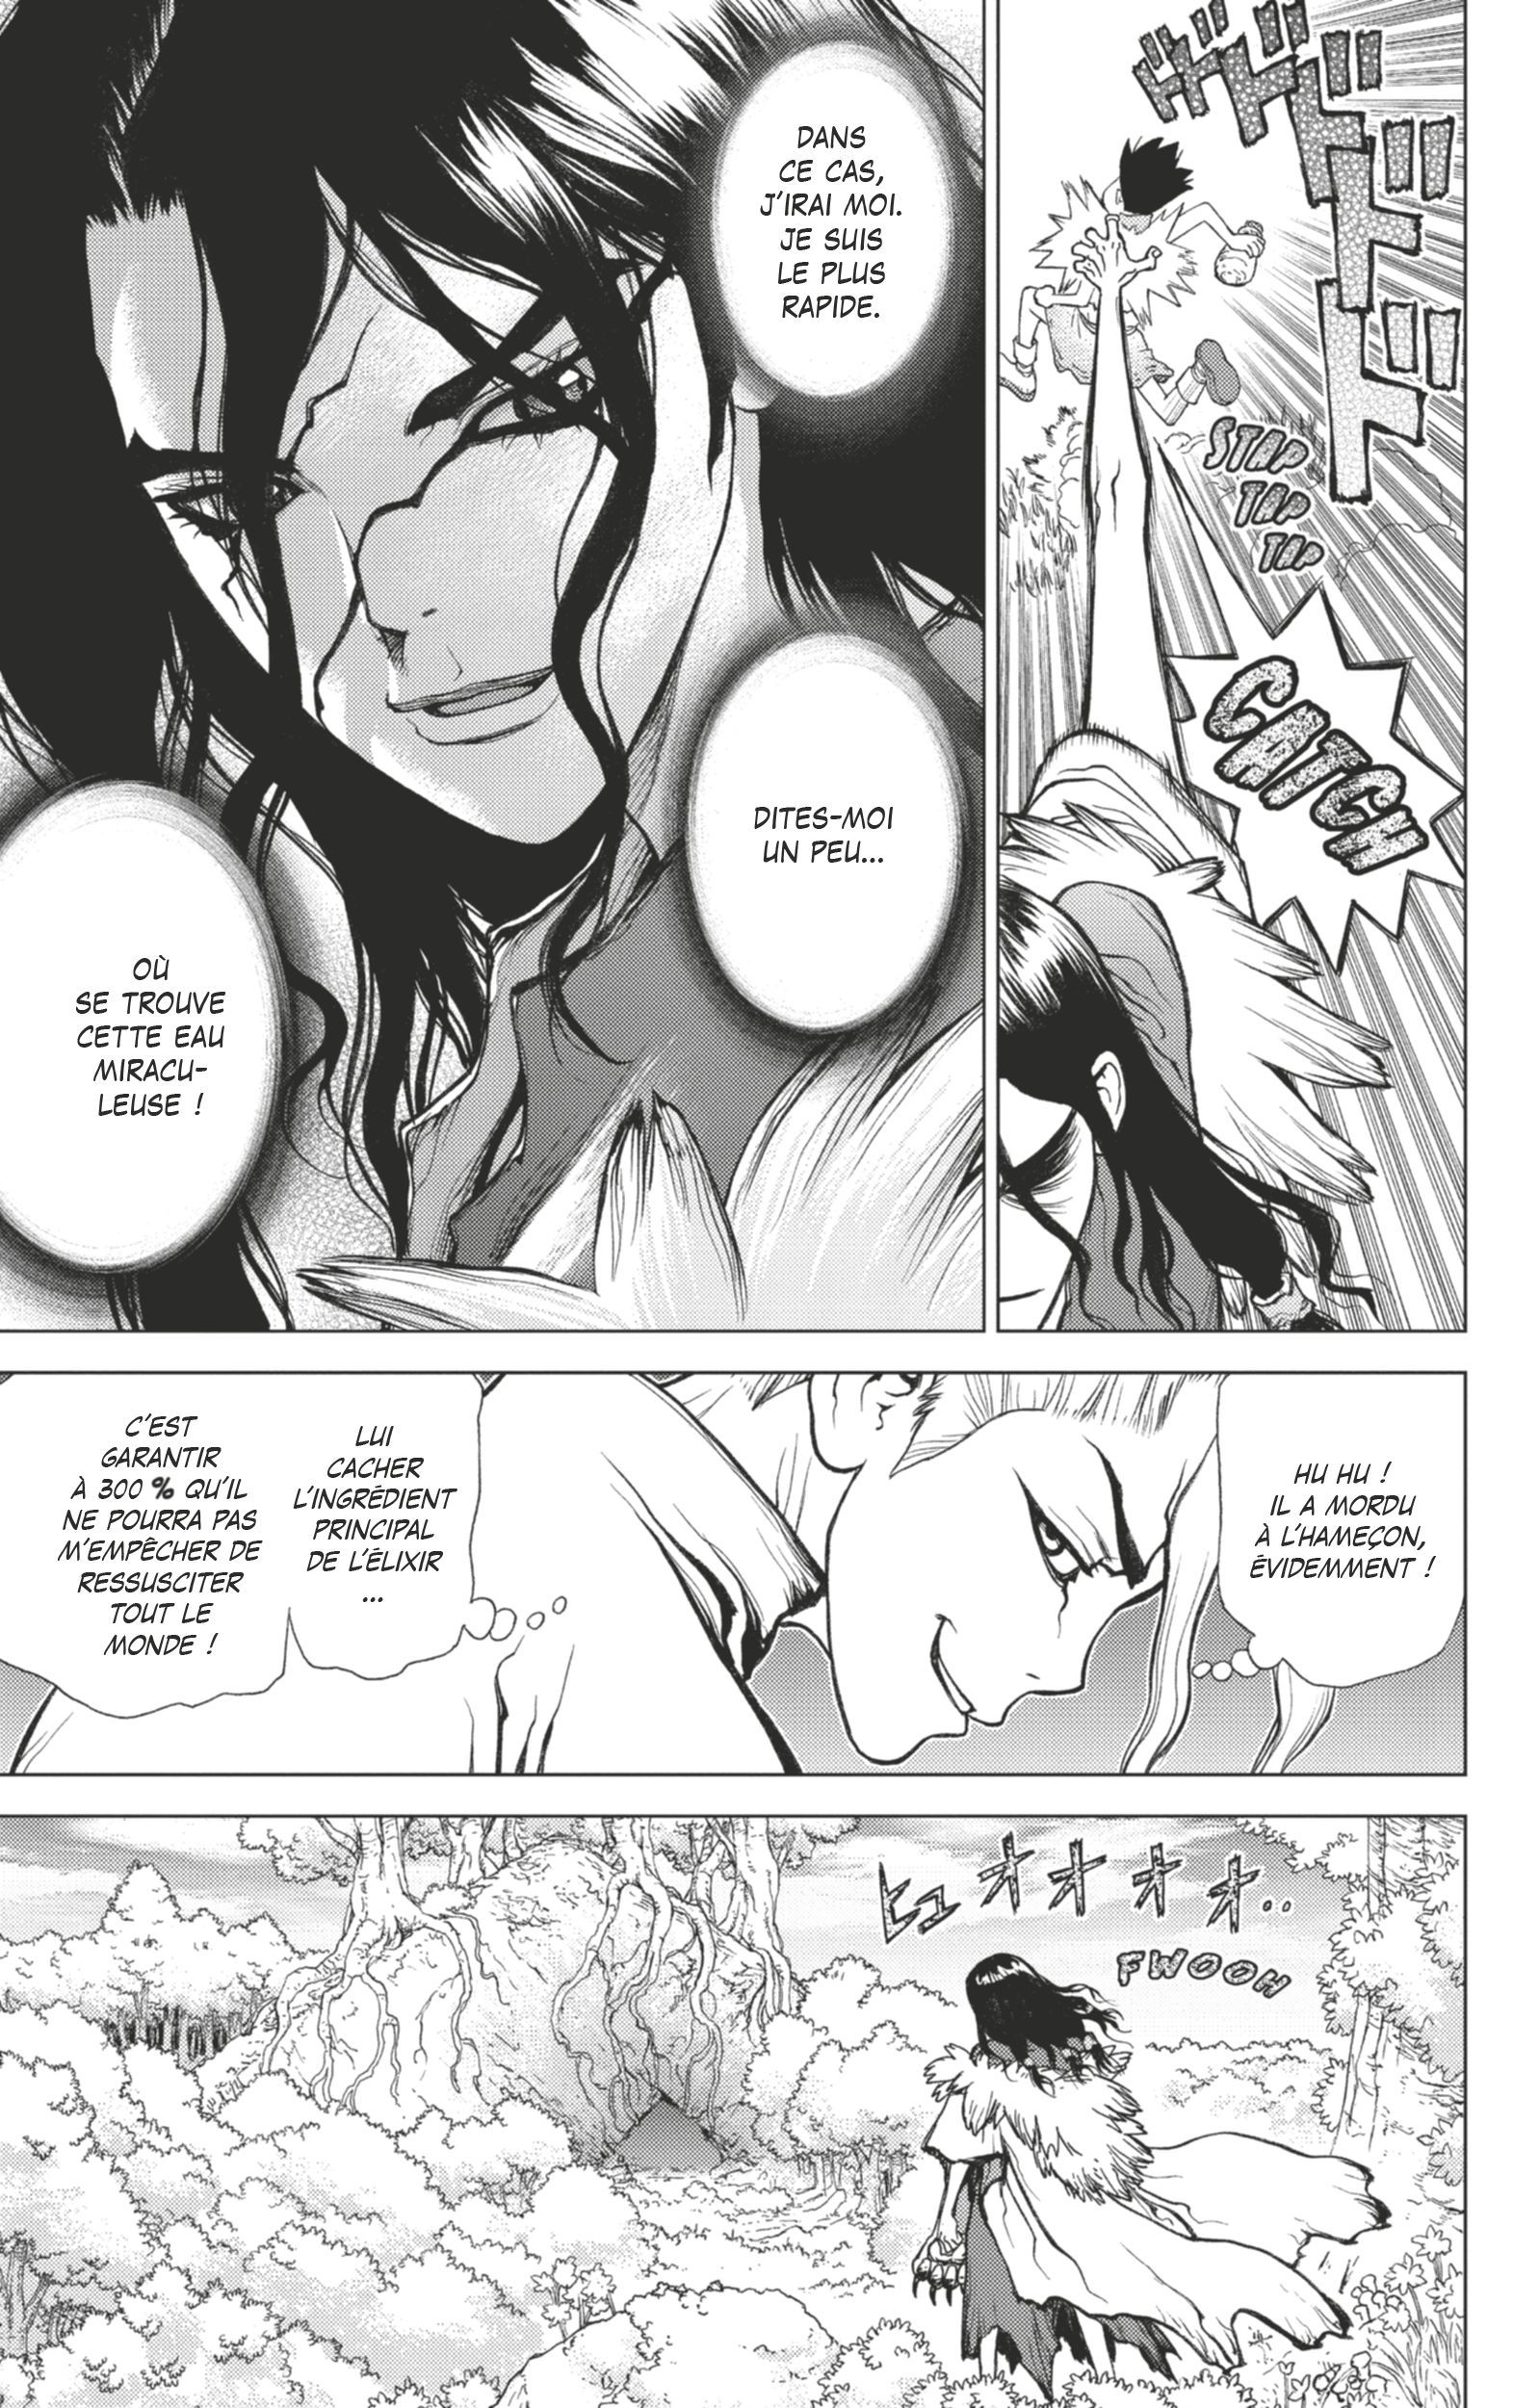 ドドドドド
STAP
TAP
TAP
CATCH
DANS
CE CAS,
J'IRAI MOI.
JE SUIS
LE PLUS
RAPIDE.
DITES-MOI
UN PEU...
OÙ
SE TROUVE
CETTE EAU
MIRACU-
LEUSE !
HU HU !
IL A MORDU
À L'HAMEÇON,
ÉVIDEMMENT !
LUI
CACHER
L'INGRÉDIENT
PRINCIPAL
DE L'ÉLIXIR
...
C'EST
GARANTIR
À 300 % QU'IL
NE POURRA PAS
M'EMPÊCHER DE
RESSUSCITER
TOUT LE
MONDE !
ヒュオオオオ..
FWOOH